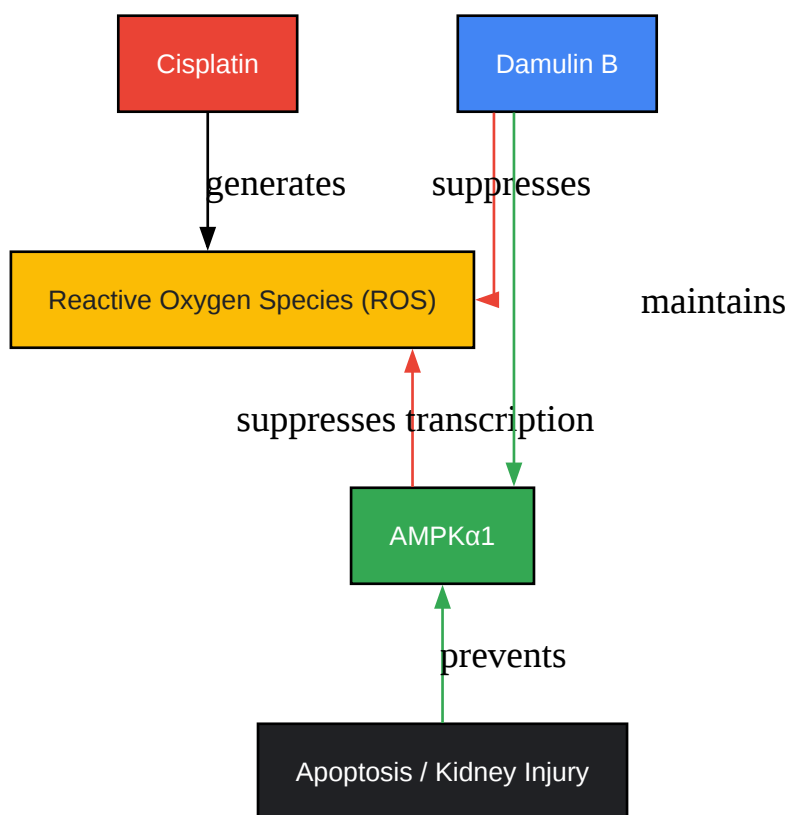 Cisplatin
Damulin B
generates
suppresses
Reactive Oxygen Species (ROS)
maintains
suppresses transcription
AMPKα1
prevents
Apoptosis / Kidney Injury